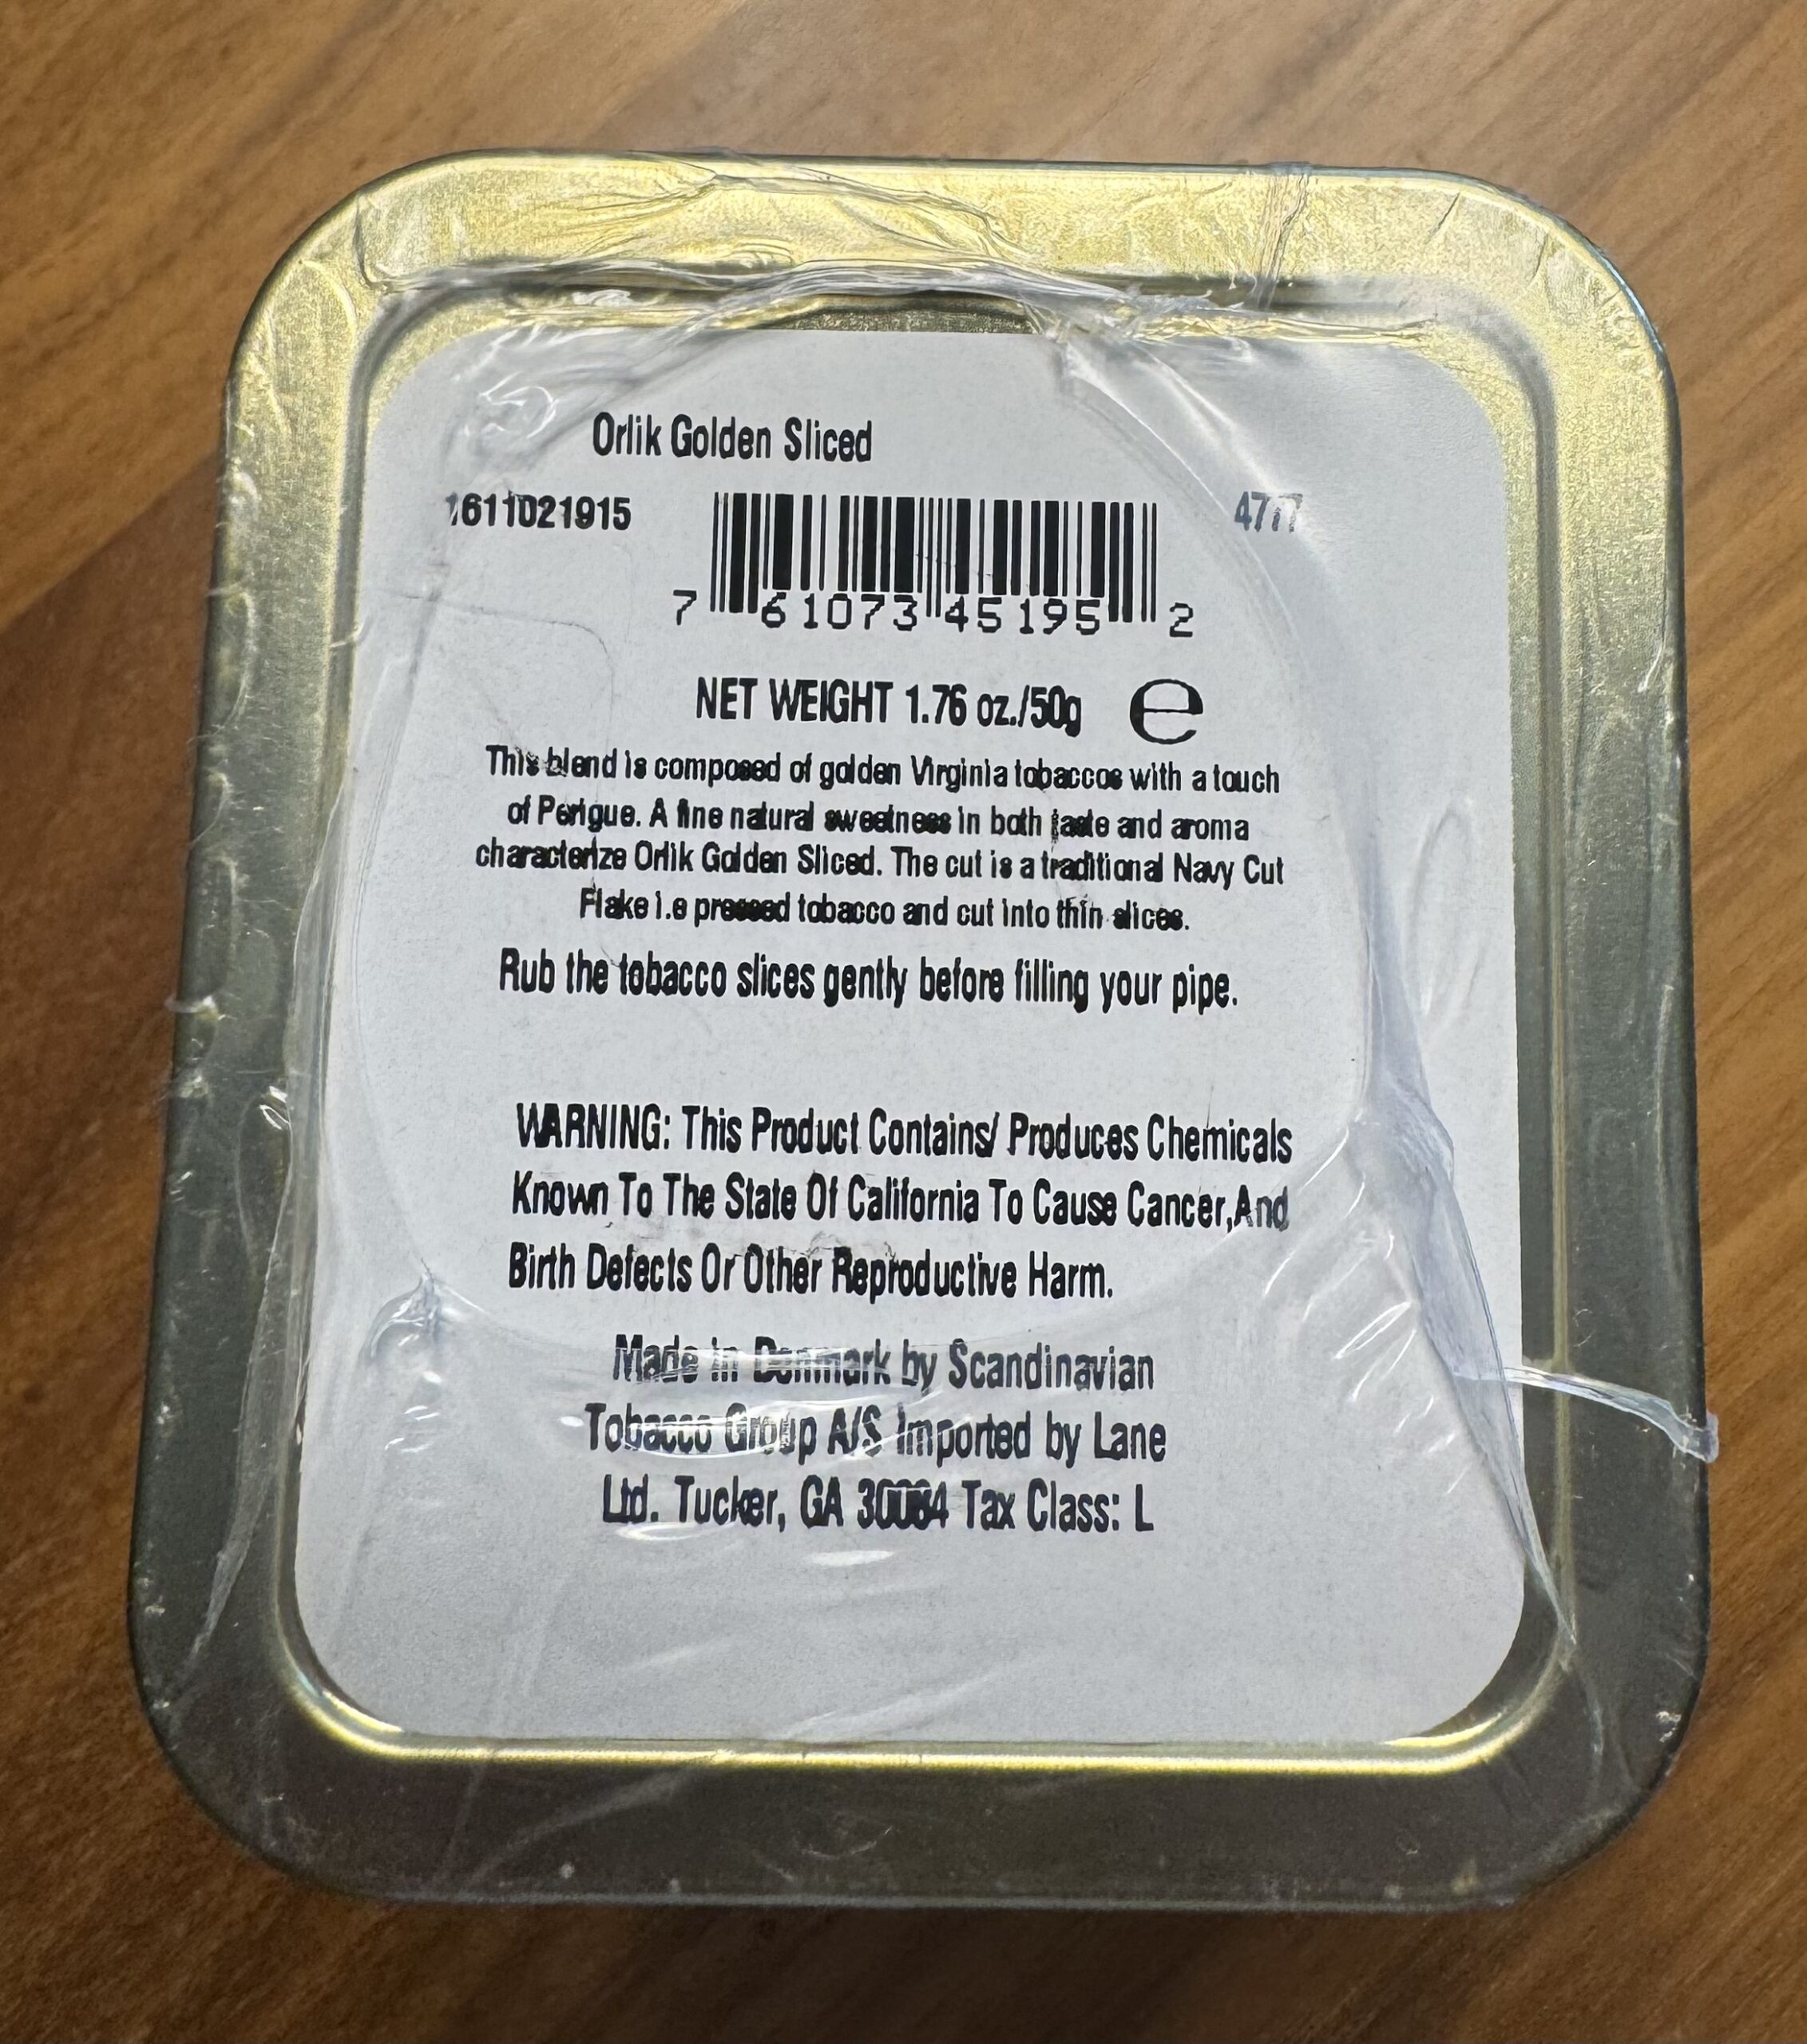 Orlik Golden Sliced
1611021915
4777
7 61073 45195 2
NET WEIGHT 1.76 oz./50g e
This blend is composed of golden Virginia tobaccos with a touch
of Perique. A fine natural sweetness in both taste and aroma
characterize Orlik Golden Sliced. The cut is a traditional Navy Cut
Flake i.e pressed tobacco and cut into thin slices.
Rub the tobacco slices gently before filling your pipe.
WARNING: This Product Contains/ Produces Chemicals
Known To The State Of California To Cause Cancer,And
Birth Defects Or Other Reproductive Harm.
Made in Denmark by Scandinavian
Tobacco Group A/S Imported by Lane
Ltd. Tucker, GA 30084 Tax Class: L